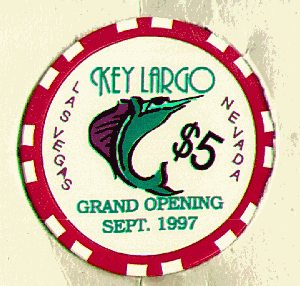 KEY LARGO
LAS VEGAS
NEVADA
$5
GRAND OPENING
SEPT. 1997